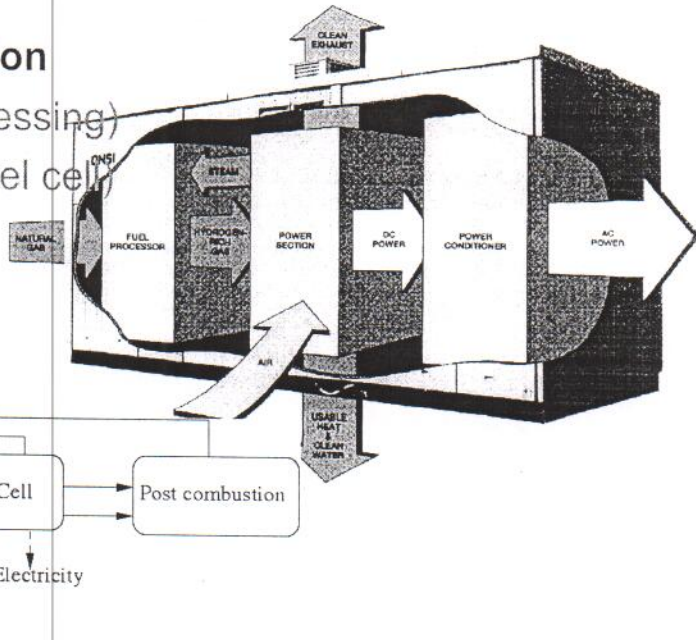 on
essing)
el cell)
CLEAN
EXHAUST
ONSI
STEAM
NATURAL
GAS
FUEL
PROCESSOR
HYDROGEN-
RICH
GAS
POWER
SECTION
DC
POWER
POWER
CONDITIONER
AC
POWER
AIR
USABLE
HEAT
&
CLEAN
WATER
Cell
Post combustion
Electricity